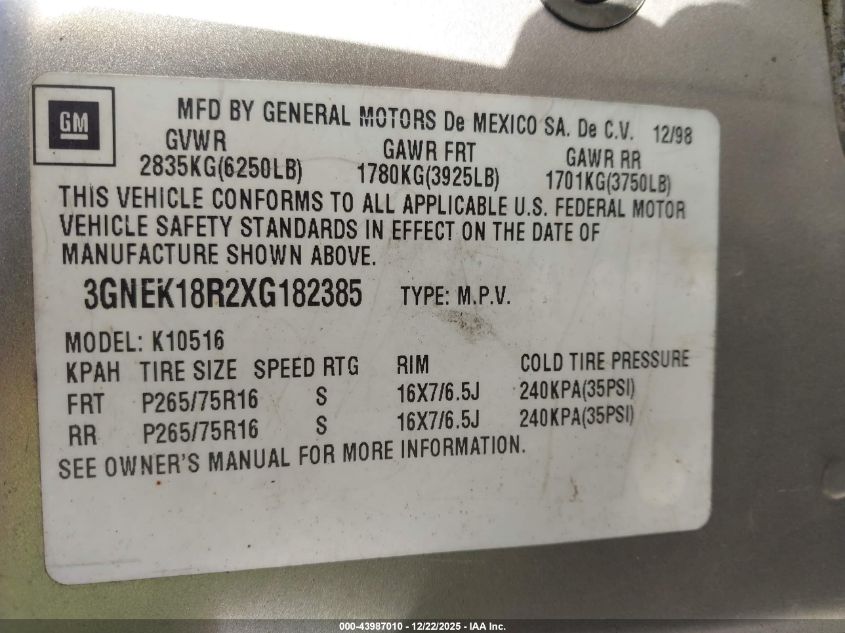 GM
MFD BY GENERAL MOTORS De MEXICO SA. De C.V. 12/98
GVWR GAWR FRT GAWR RR
2835KG(6250LB) 1780KG(3925LB) 1701KG(3750LB)
THIS VEHICLE CONFORMS TO ALL APPLICABLE U.S. FEDERAL MOTOR
VEHICLE SAFETY STANDARDS IN EFFECT ON THE DATE OF
MANUFACTURE SHOWN ABOVE.
3GNEK18R2XG182385 TYPE: M.P.V.
MODEL: K10516
KPAH TIRE SIZE SPEED RTG RIM COLD TIRE PRESSURE
FRT P265/75R16 S 16X7/6.5J 240KPA(35PSI)
RR P265/75R16 S 16X7/6.5J 240KPA(35PSI)
SEE OWNER'S MANUAL FOR MORE INFORMATION.
000-43987010 - 12/22/2025 - IAA Inc.